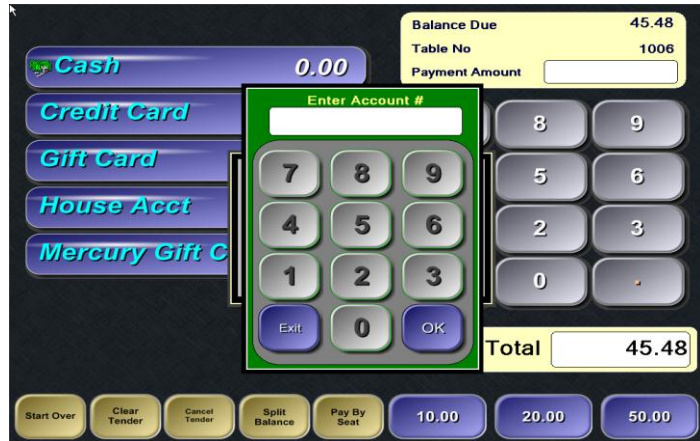 Balance Due 45.48
Table No 1006
Payment Amount
Cash 0.00
Credit Card
Gift Card
House Acct
Mercury Gift C
Enter Account #
7 8 9
4 5 6
1 2 3
Exit 0 OK
8 9
5 6
2 3
0 .
Total 45.48
Start Over
Clear
Tender
Cancel
Tender
Split
Balance
Pay By
Seat
10.00
20.00
50.00